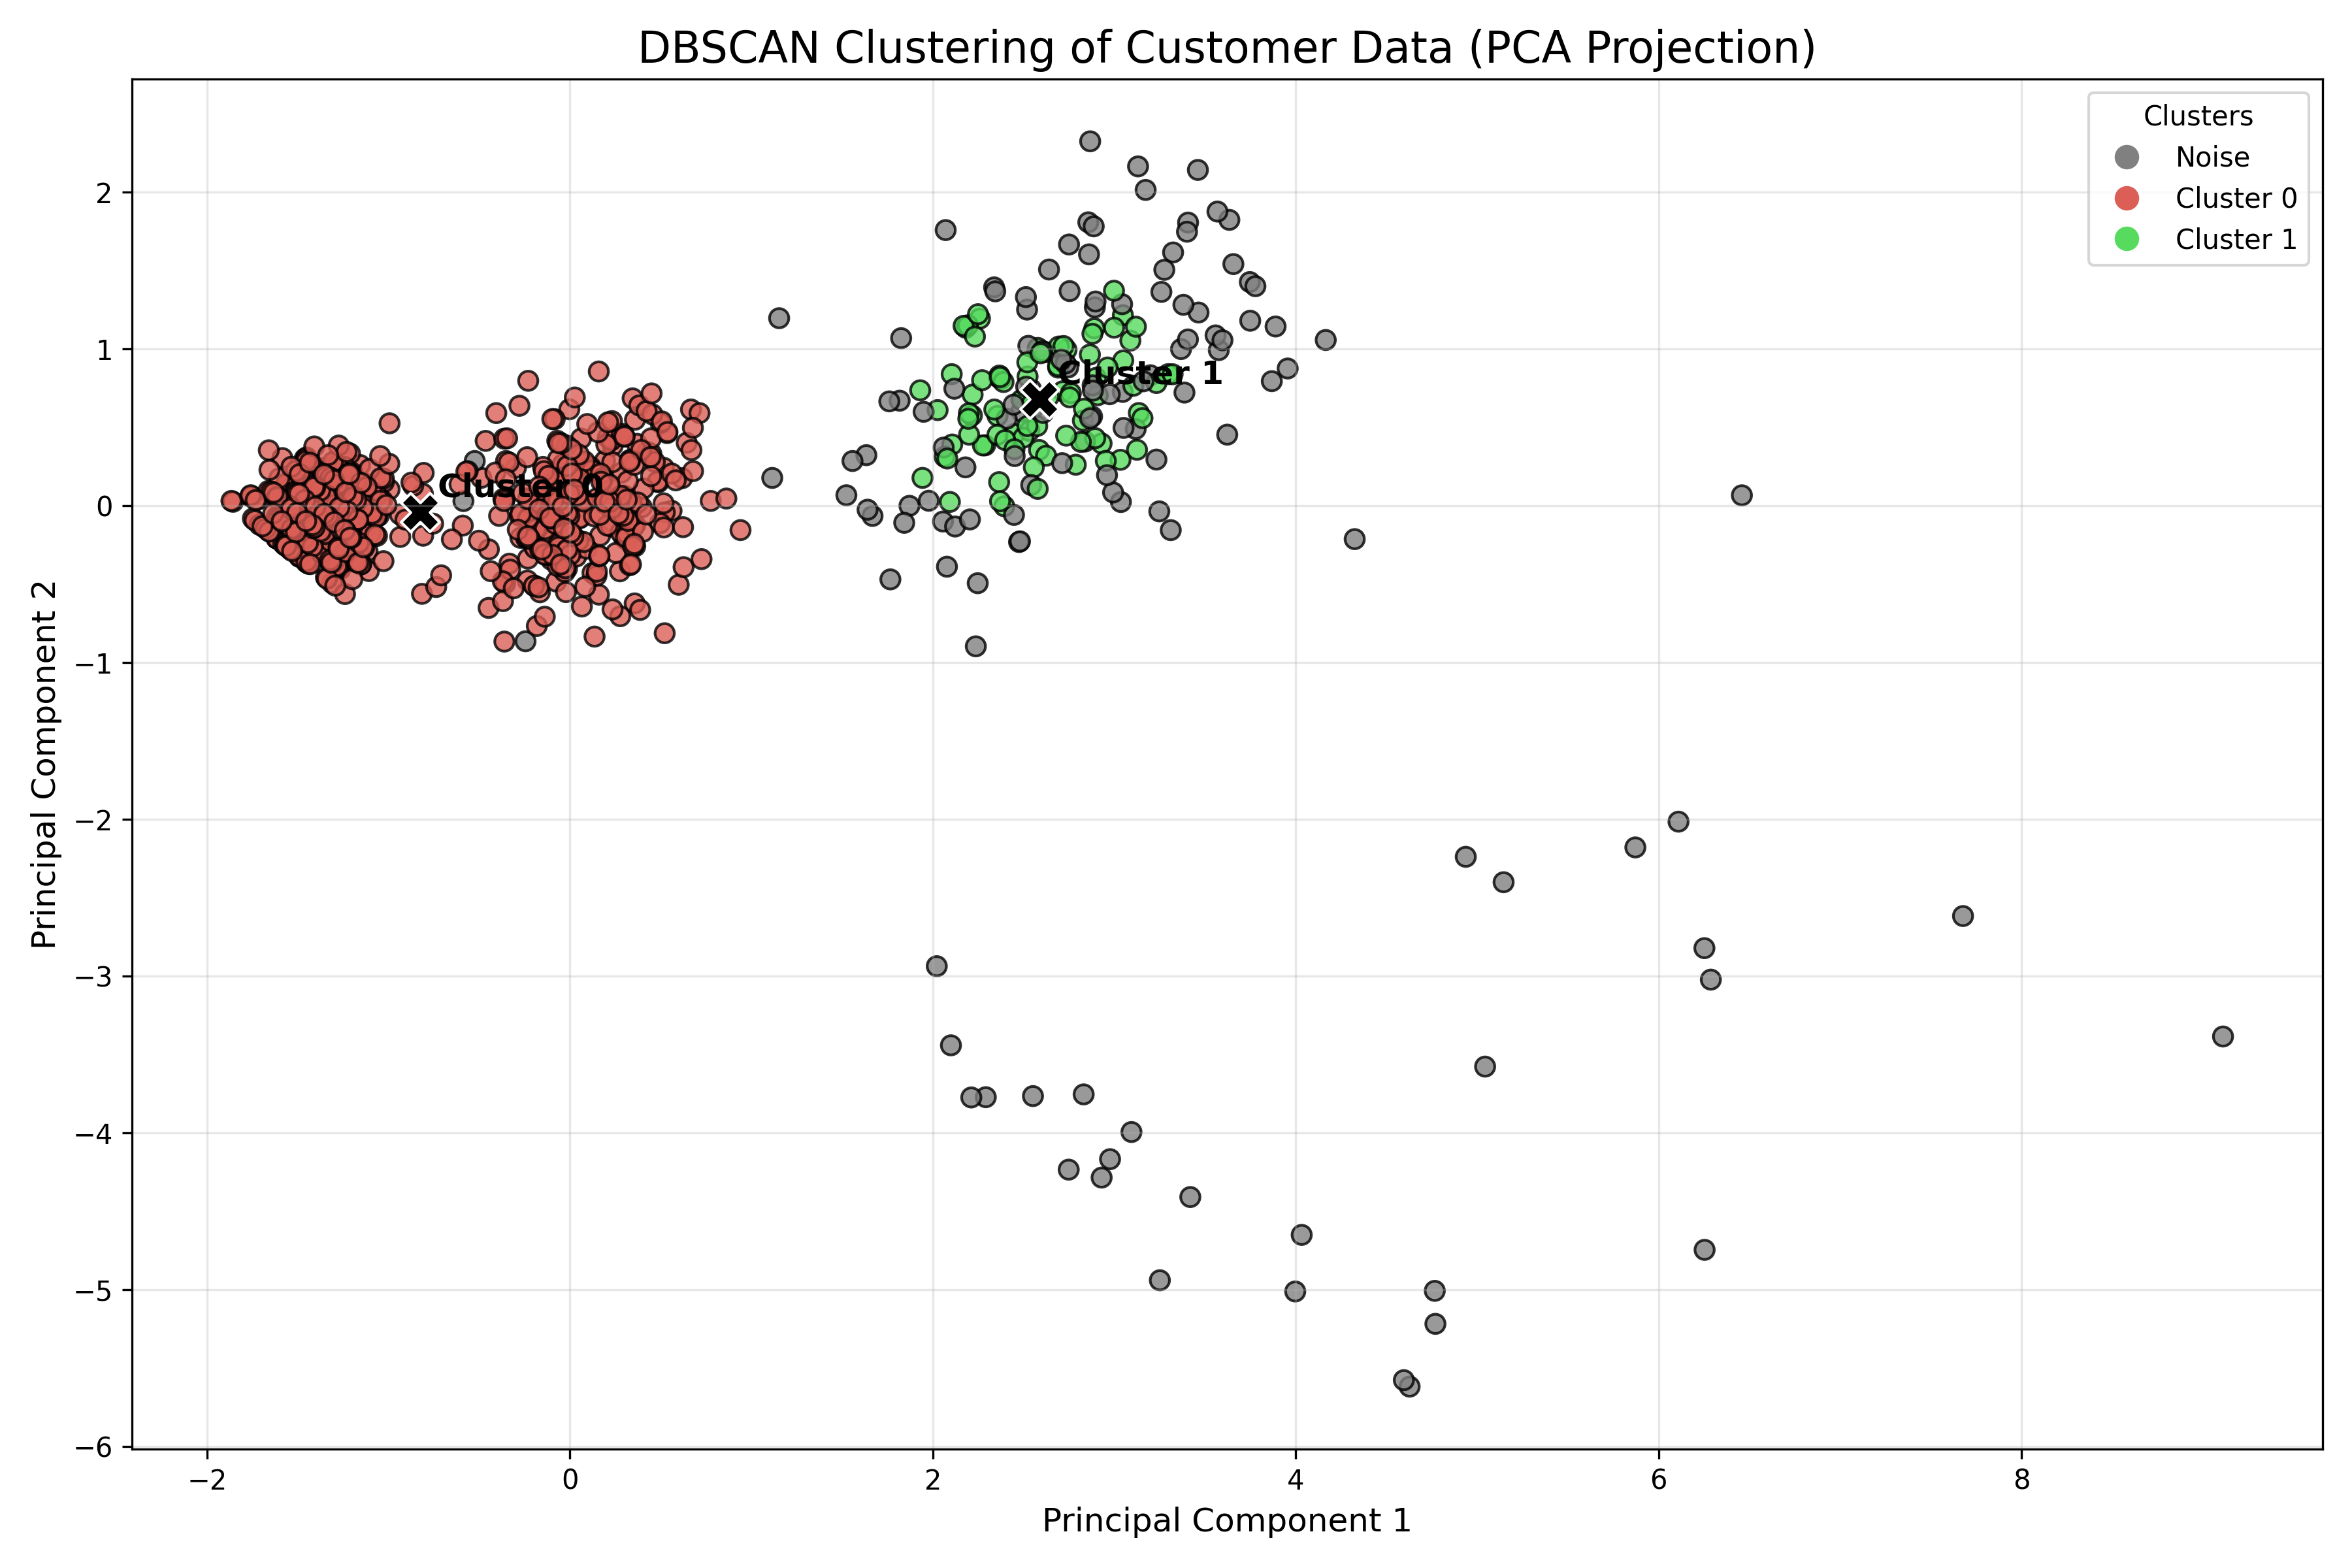 DBSCAN Clustering of Customer Data (PCA Projection)
Clusters
Noise
Cluster 0
Cluster 1
2
1
0
−1
−2
−3
−4
−5
−6
Principal Component 2
Cluster 1
Cluster 0
−2
0
2
4
6
8
Principal Component 1